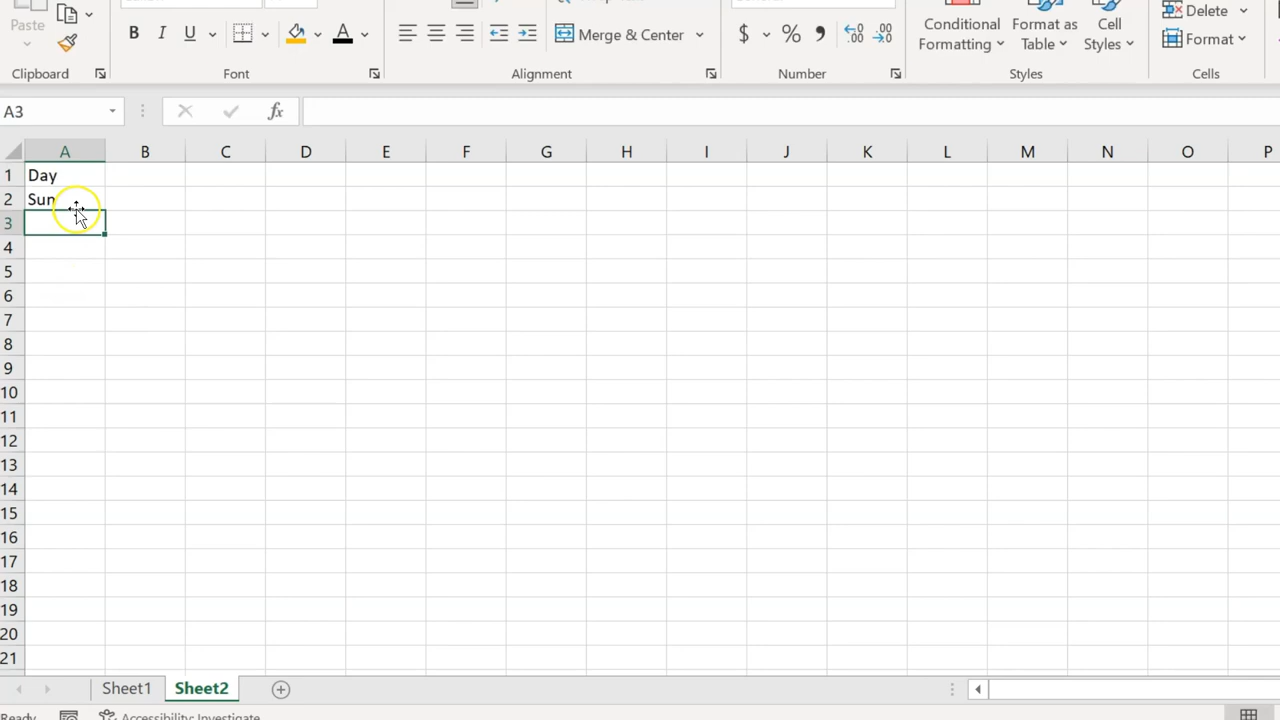 Paste
B I U A
Merge & Center
$ % 9
Conditional Formatting
Format as Table
Cell Styles
Delete
Format
Clipboard
Font
Alignment
Number
Styles
Cells
A3
fx
A B C D E F G H I J K L M N O P
1 Day
2 Sun
3
4
5
6
7
8
9
10
11
12
13
14
15
16
17
18
19
20
21
Sheet1 Sheet2
Ready
Accessibility: Investigate